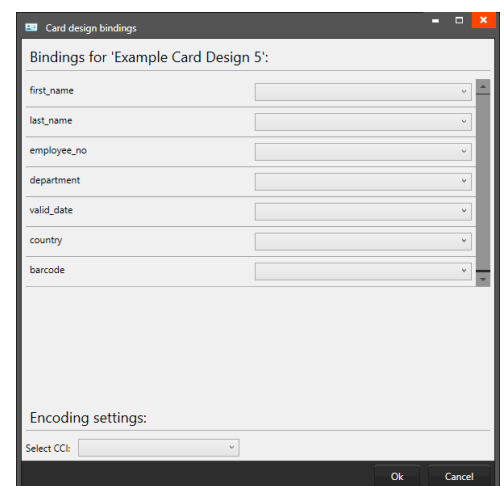 Card design bindings
Bindings for 'Example Card Design 5':
first_name
last_name
employee_no
department
valid_date
country
barcode
Encoding settings:
Select CCI:
Ok Cancel